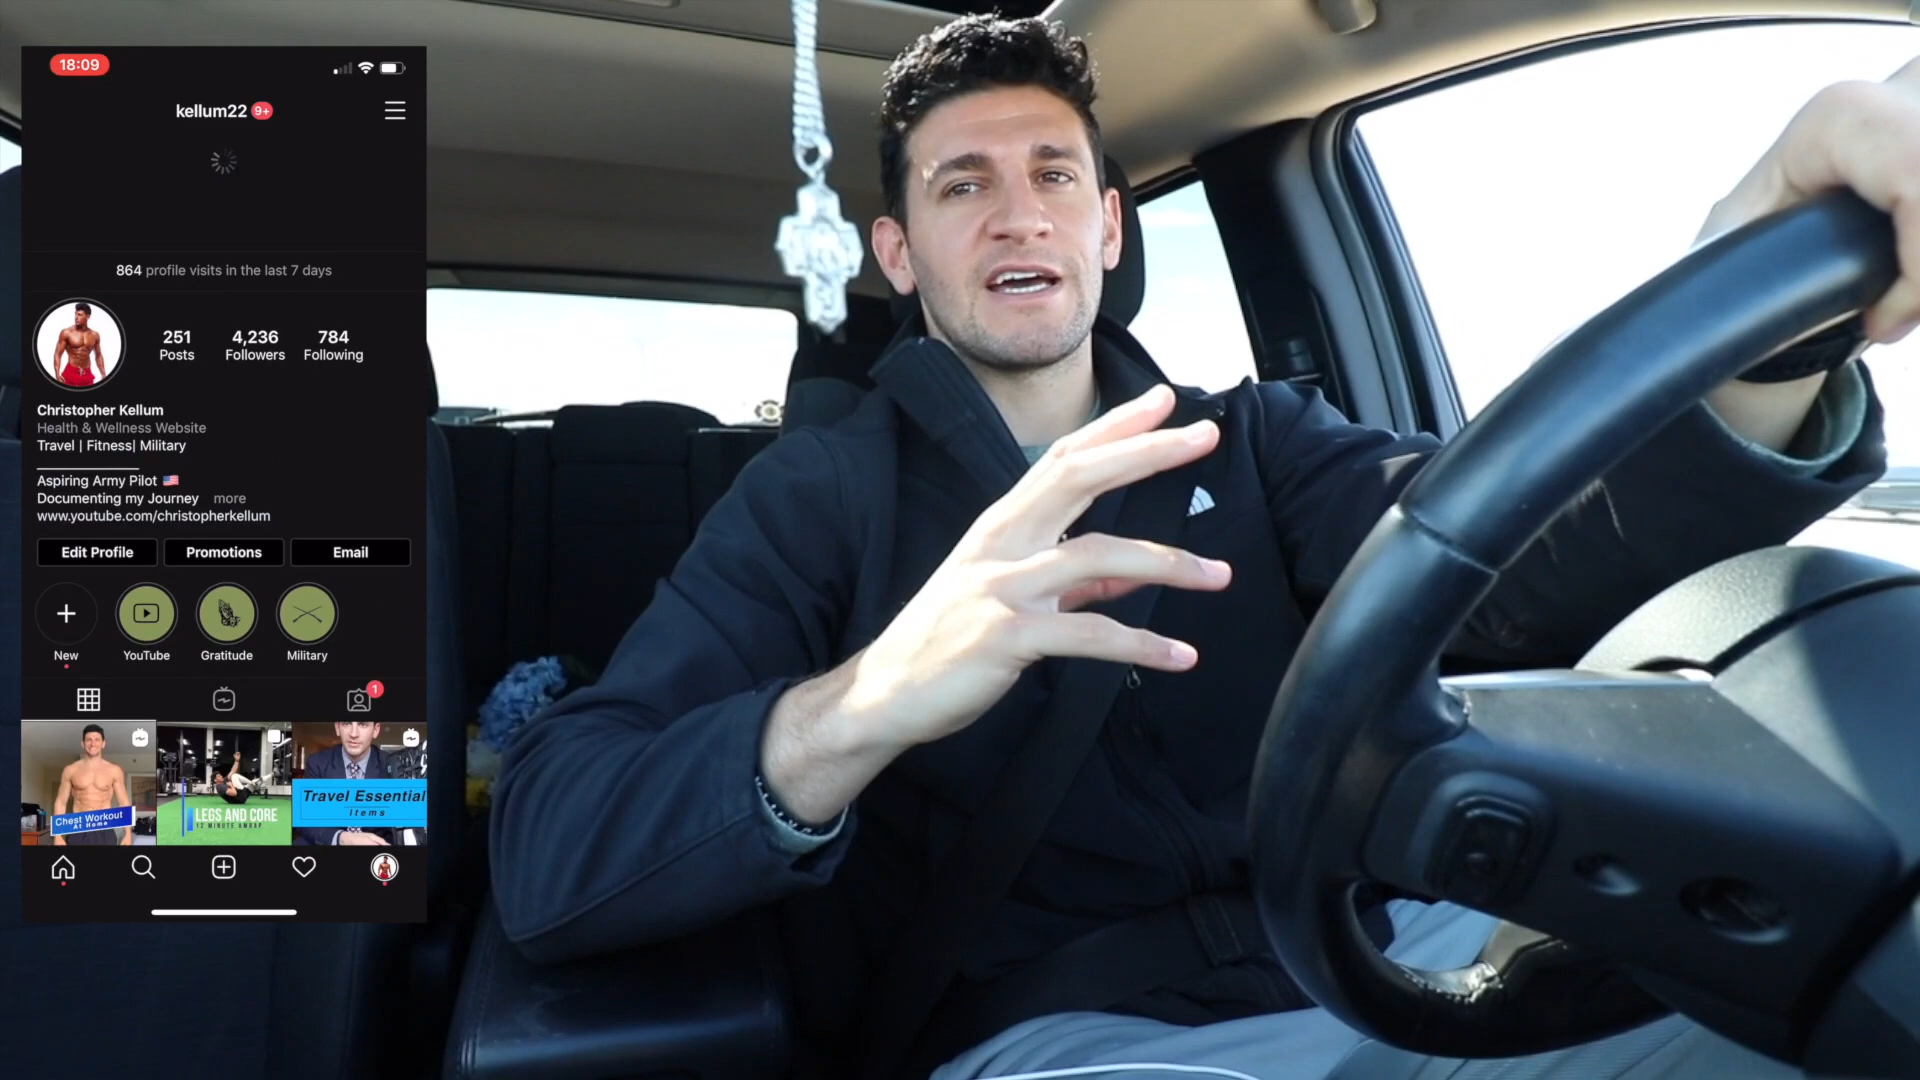 18:09
kellum22 9+
864 profile visits in the last 7 days
251 4,236 784
Posts Followers Following
Christopher Kellum
Health & Wellness Website
Travel | Fitness| Military
Aspiring Army Pilot 🇺🇸
Documenting my Journey more
www.youtube.com/christopherkellum
Edit Profile Promotions Email
New YouTube Gratitude Military
1
Chest Workout
At Home
LEGS AND CORE
12 MINUTE AMRAP
Travel Essential
Items